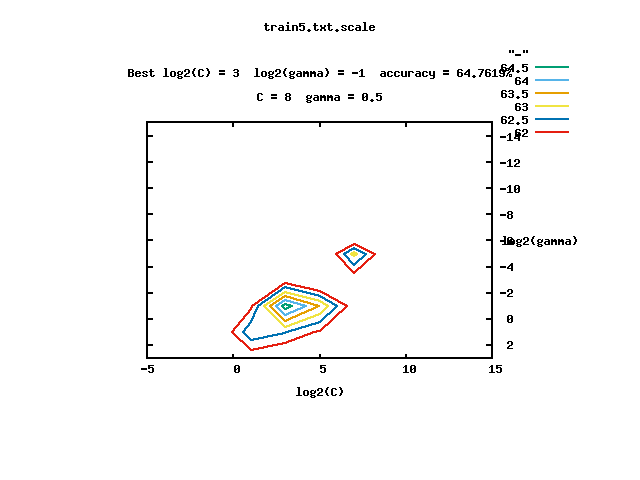 train5.txt.scale
"-"
Best log2(C) = 3  log2(gamma) = -1  accuracy = 64.7619%
C = 8  gamma = 0.5
64.5
64
63.5
63
62.5
62
-14
-12
-10
-8
-6
log2(gamma)
-4
-2
0
2
-5 0 5 10 15
log2(C)